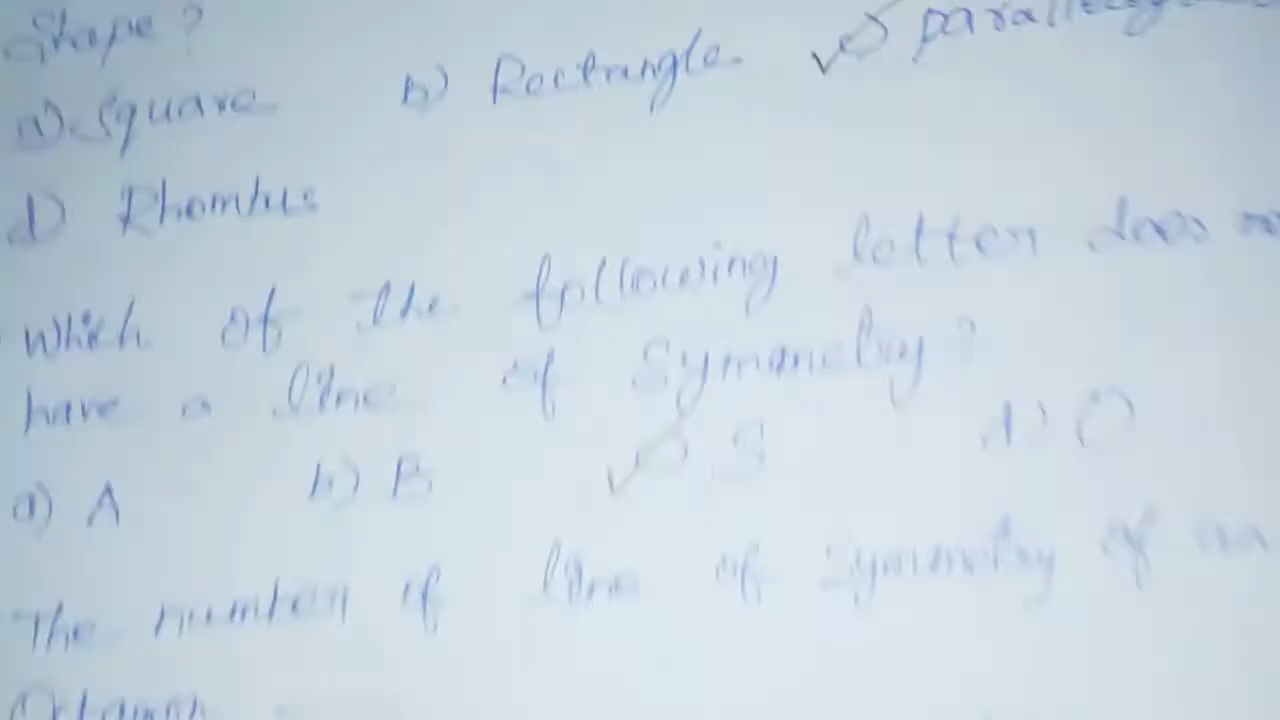 Shape?
a) Square b) Rectangle
d) Rhombus
Which of the following letter does
have a line of Symmetry?
a) A b) B S d) O
The number of line of Symmetry of an